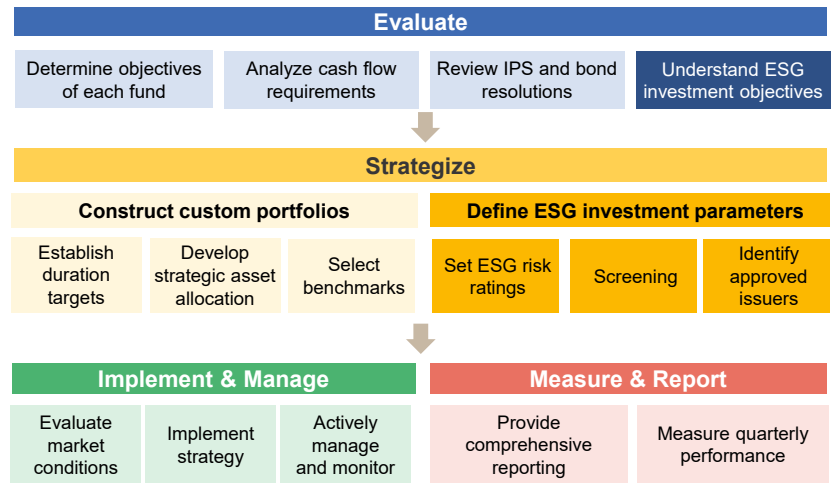 Evaluate
Determine objectives
of each fund
Analyze cash flow
requirements
Review IPS and bond
resolutions
Understand ESG
investment objectives
Strategize
Construct custom portfolios
Define ESG investment parameters
Establish
duration
targets
Develop
strategic asset
allocation
Select
benchmarks
Set ESG risk
ratings
Screening
Identify
approved
issuers
Implement & Manage
Measure & Report
Evaluate
market
conditions
Implement
strategy
Actively
manage
and monitor
Provide
comprehensive
reporting
Measure quarterly
performance